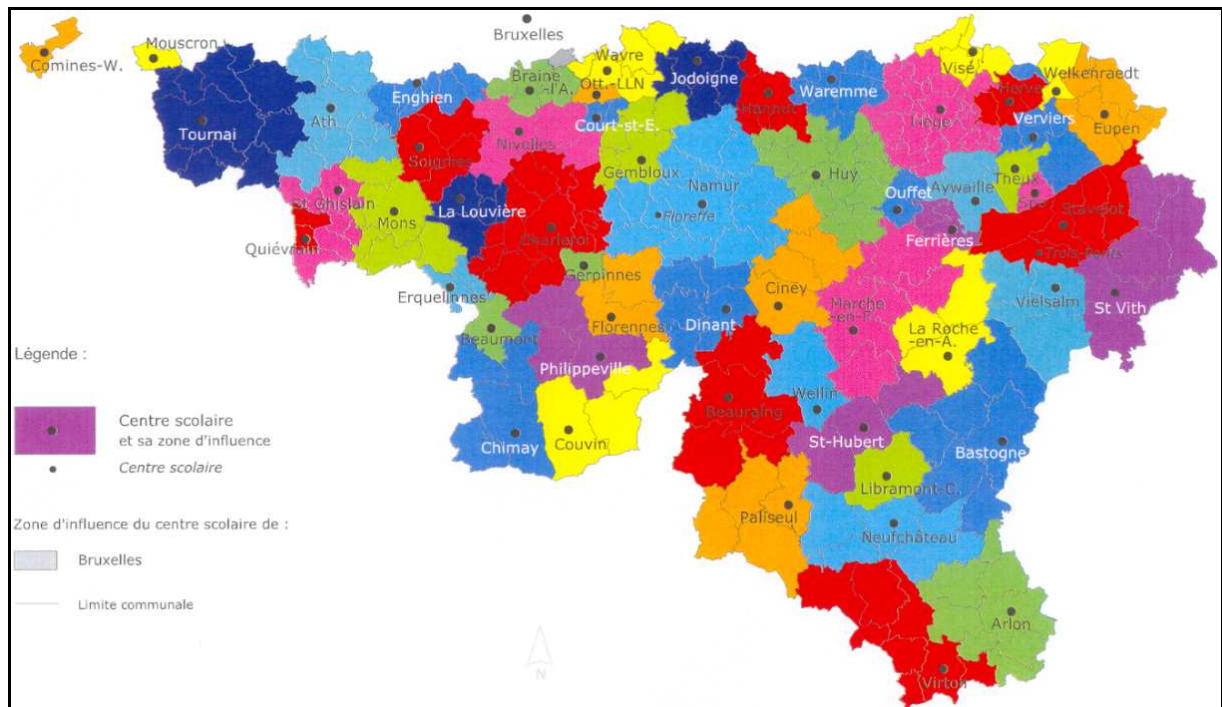 Bruxelles
Mouscron
Comines-W.
Wavre
Braine
-l'A.
Ott.-LLN
Jodoigne
Visé
Welkenraedt
Herve
Enghien
Hannut
Waremme
Liège
Verviers
Eupen
Tournai
Ath
Court-st-E.
Soignies
Nivelles
Gembloux
Namur
Huy
Theux
Aywaille
Spa
St Ghislain
Ouffet
La Louvière
Floreffe
Stavelot
Mons
Charleroi
Ferrières
Quiévrain
Trois-Ponts
Gerpinnes
Erquelinnes
Ciney
Marche
-en-F.
Vielsalm
St Vith
Florennes
Dinant
La Roche
-en-A.
Beaumont
Légende :
Philippeville
Wellin
Beauraing
Centre scolaire
et sa zone d'influence
Couvin
Chimay
St-Hubert
Bastogne
Centre scolaire
Libramont-C.
Paliseul
Zone d'influence du centre scolaire de :
Neufchâteau
Bruxelles
Limite communale
Arlon
N
Virton